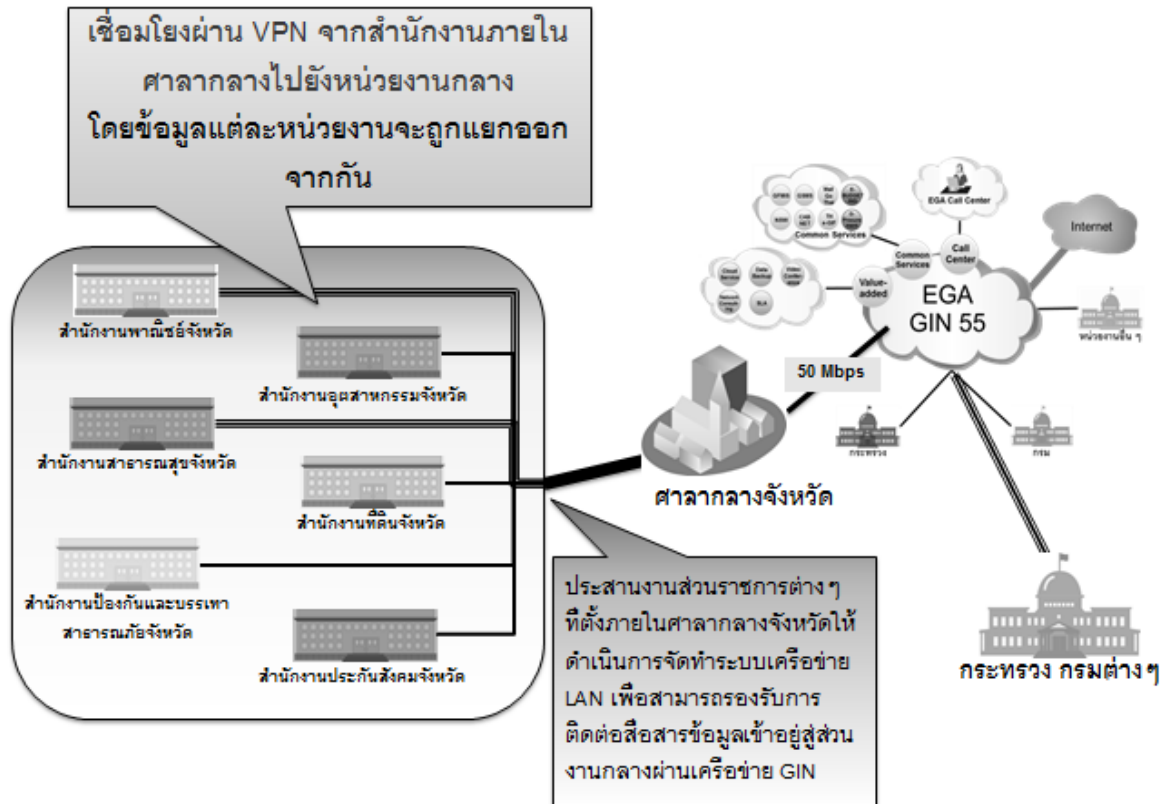 เชื่อมโยงผ่าน VPN จากสำนักงานภายใน
ศาลากลางไปยังหน่วยงานกลาง
โดยข้อมูลแต่ละหน่วยงานจะถูกแยกออก
จากกัน
สำนักงานพาณิชย์จังหวัด
สำนักงานอุตสาหกรรมจังหวัด
สำนักงานสาธารณสุขจังหวัด
สำนักงานที่ดินจังหวัด
สำนักงานป้องกันและบรรเทา
สาธารณภัยจังหวัด
สำนักงานประกันสังคมจังหวัด
ศาลากลางจังหวัด
50 Mbps
Common Services
EGA Call Center
Internet
Common
Services
Call
Center
Cloud
Service
Data
Backup
SLA
Value-
added
EGA
GIN 55
หน่วยงานอื่น ๆ
กระทรวง
กรม
กระทรวง กรมต่าง ๆ
ประสานงานส่วนราชการต่าง ๆ
ที่ตั้งภายในศาลากลางจังหวัดให้
ดำเนินการจัดทำระบบเครือข่าย
LAN เพื่อสามารถรองรับการ
ติดต่อสื่อสารข้อมูลเข้าอยู่สู่ส่วน
งานกลางผ่านเครือข่าย GIN